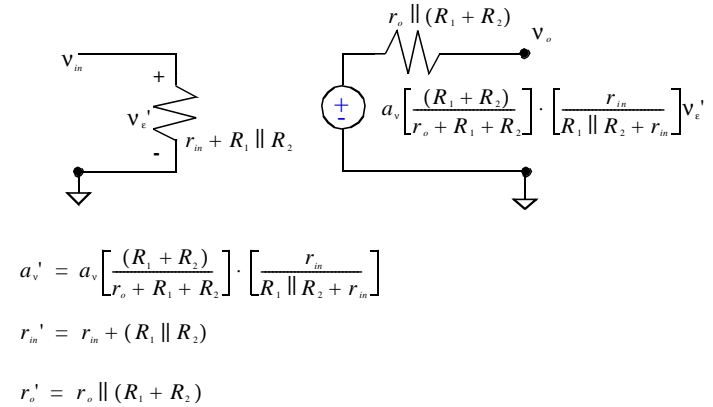 r_o || (R_1 + R_2)
v_in
v_o
+
v_ε'
-
r_in + R_1 || R_2
+
-
a_v[(R_1 + R_2)/(r_o + R_1 + R_2)] · [r_in/(R_1 || R_2 + r_in)]v_ε'
a_v' = a_v[(R_1 + R_2)/(r_o + R_1 + R_2)] · [r_in/(R_1 || R_2 + r_in)]
r_in' = r_in + (R_1 || R_2)
r_o' = r_o || (R_1 + R_2)